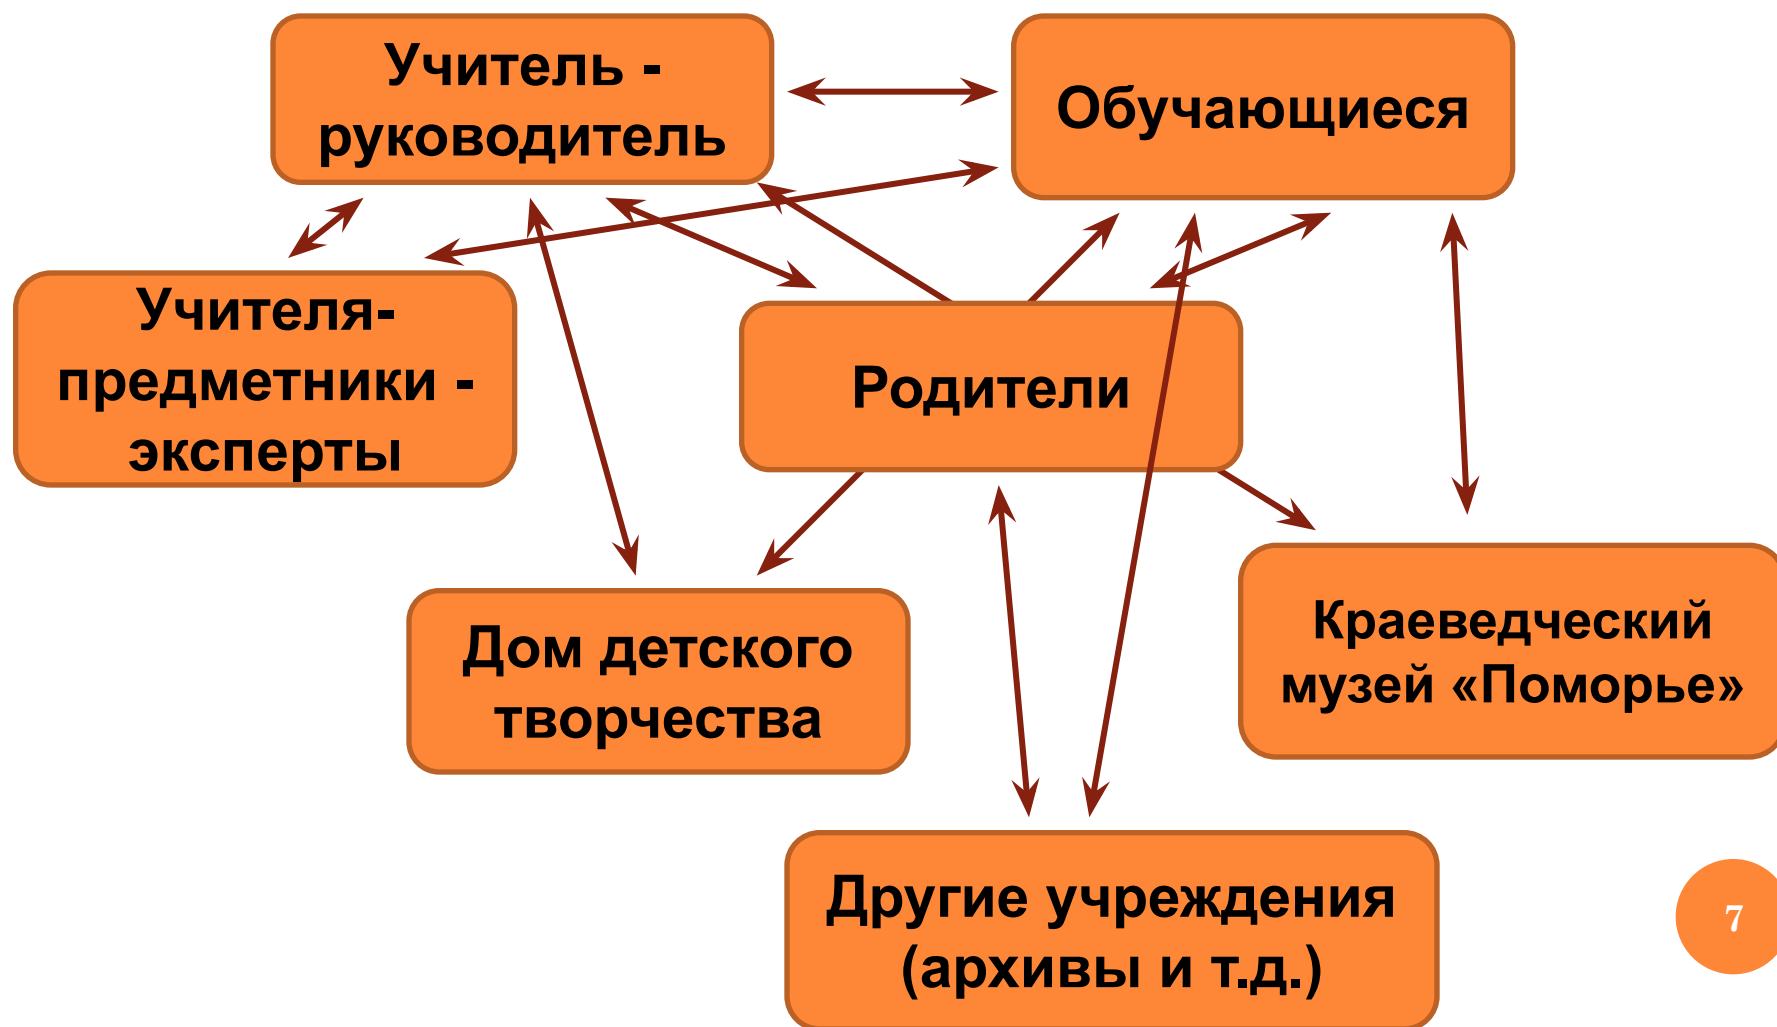 Учитель -
руководитель
Обучающиеся
Учителя-
предметники -
эксперты
Родители
Дом детского
творчества
Краеведческий
музей «Поморье»
Другие учреждения
(архивы и т.д.)
7